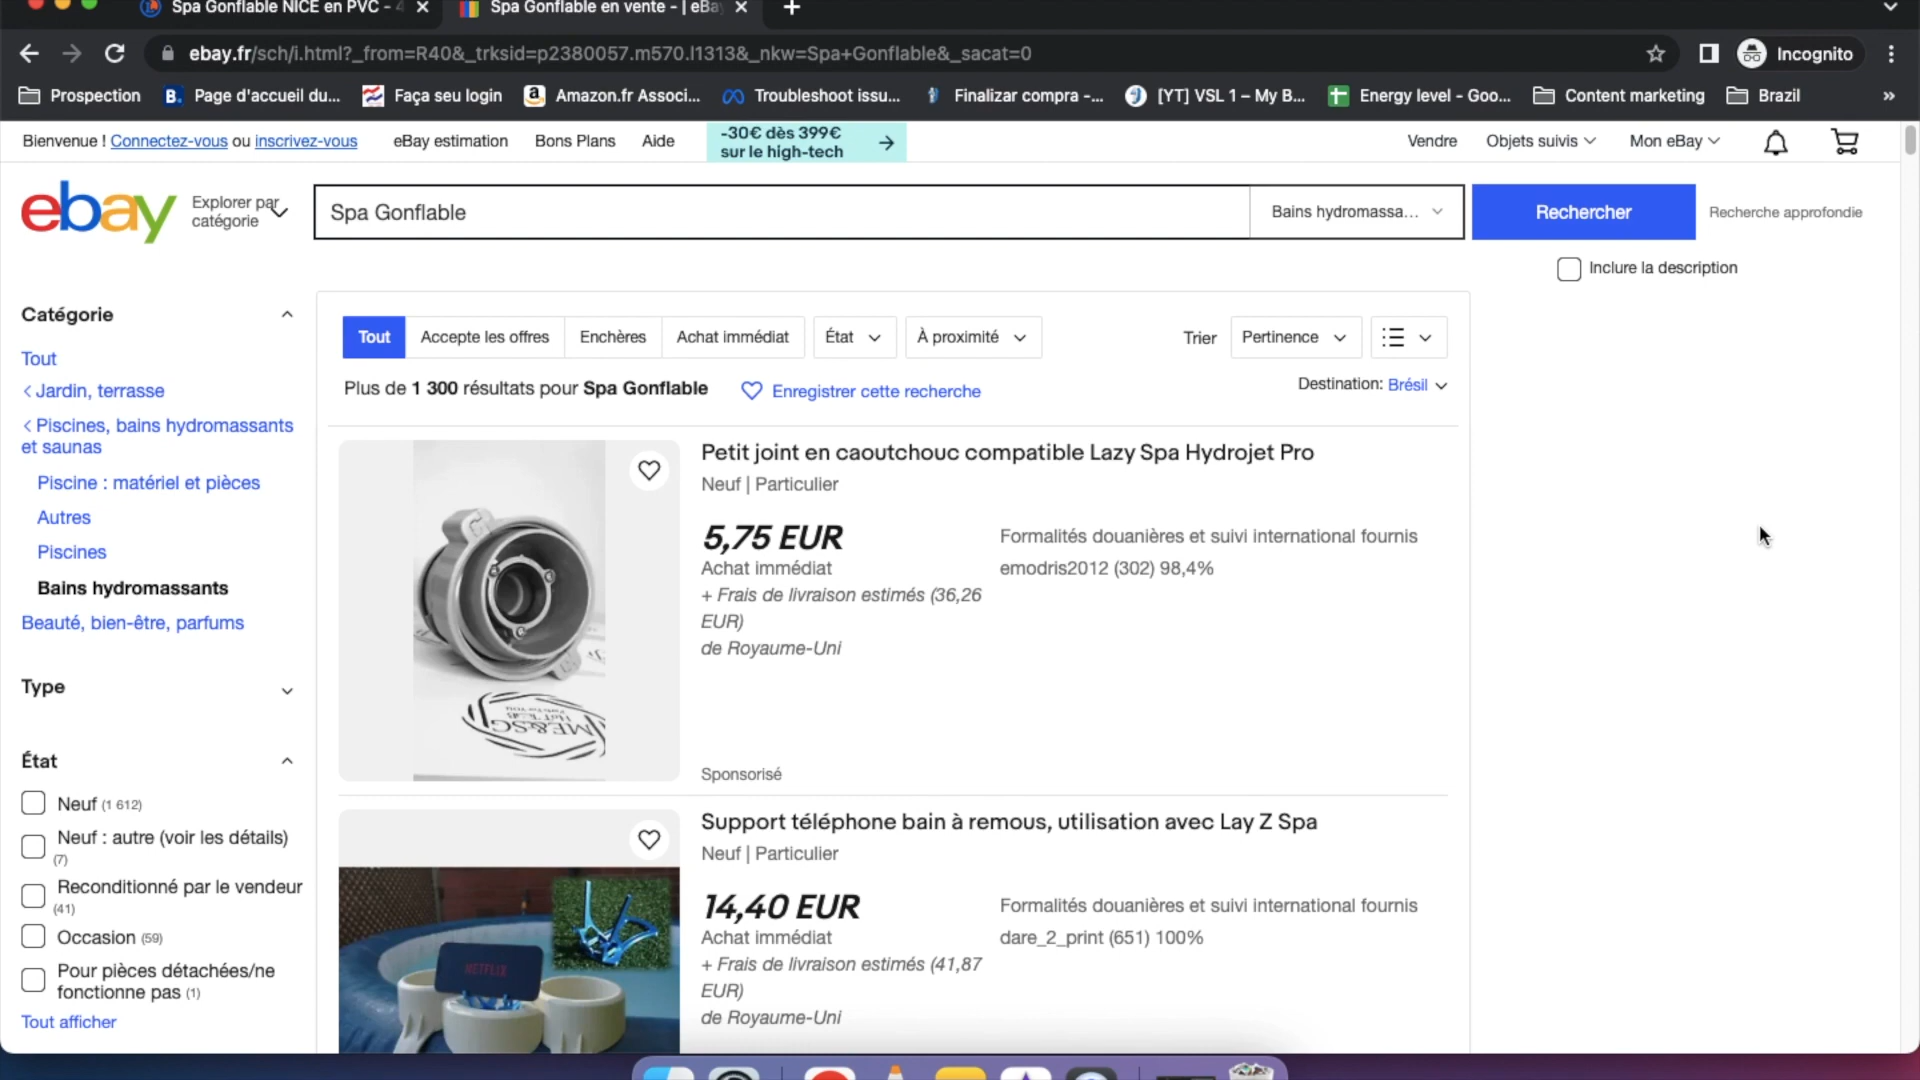 Spa Gonflable NICE en PVC - 4
Spa Gonflable en vente - | eBay
ebay.fr/sch/i.html?_from=R40&_trksid=p2380057.m570.l1313&_nkw=Spa+Gonflable&_sacat=0
Incognito
Prospection
B.
Page d'accueil du...
Faça seu login
Amazon.fr Associ...
Troubleshoot issu...
Finalizar compra -...
[YT] VSL 1 – My B...
Energy level - Goo...
Content marketing
Brazil
»
Bienvenue ! Connectez-vous ou inscrivez-vous
eBay estimation
Bons Plans
Aide
-30€ dès 399€
sur le high-tech
Vendre
Objets suivis
Mon eBay
ebay
Explorer par
catégorie
Spa Gonflable
Bains hydromassa...
Rechercher
Recherche approfondie
Inclure la description
Catégorie
Tout
Jardin, terrasse
Piscines, bains hydromassants
et saunas
Piscine : matériel et pièces
Autres
Piscines
Bains hydromassants
Beauté, bien-être, parfums
Type
État
Neuf (1 612)
Neuf : autre (voir les détails)
(7)
Reconditionné par le vendeur
(41)
Occasion (59)
Pour pièces détachées/ne
fonctionne pas (1)
Tout afficher
Tout
Accepte les offres
Enchères
Achat immédiat
État
À proximité
Trier
Pertinence
Plus de 1 300 résultats pour Spa Gonflable
Enregistrer cette recherche
Destination: Brésil
Petit joint en caoutchouc compatible Lazy Spa Hydrojet Pro
Neuf | Particulier
5,75 EUR
Achat immédiat
+ Frais de livraison estimés (36,26
EUR)
de Royaume-Uni
Formalités douanières et suivi international fournis
emodris2012 (302) 98,4%
Sponsorisé
Support téléphone bain à remous, utilisation avec Lay Z Spa
Neuf | Particulier
14,40 EUR
Achat immédiat
+ Frais de livraison estimés (41,87
EUR)
de Royaume-Uni
Formalités douanières et suivi international fournis
dare_2_print (651) 100%
NETFLIX